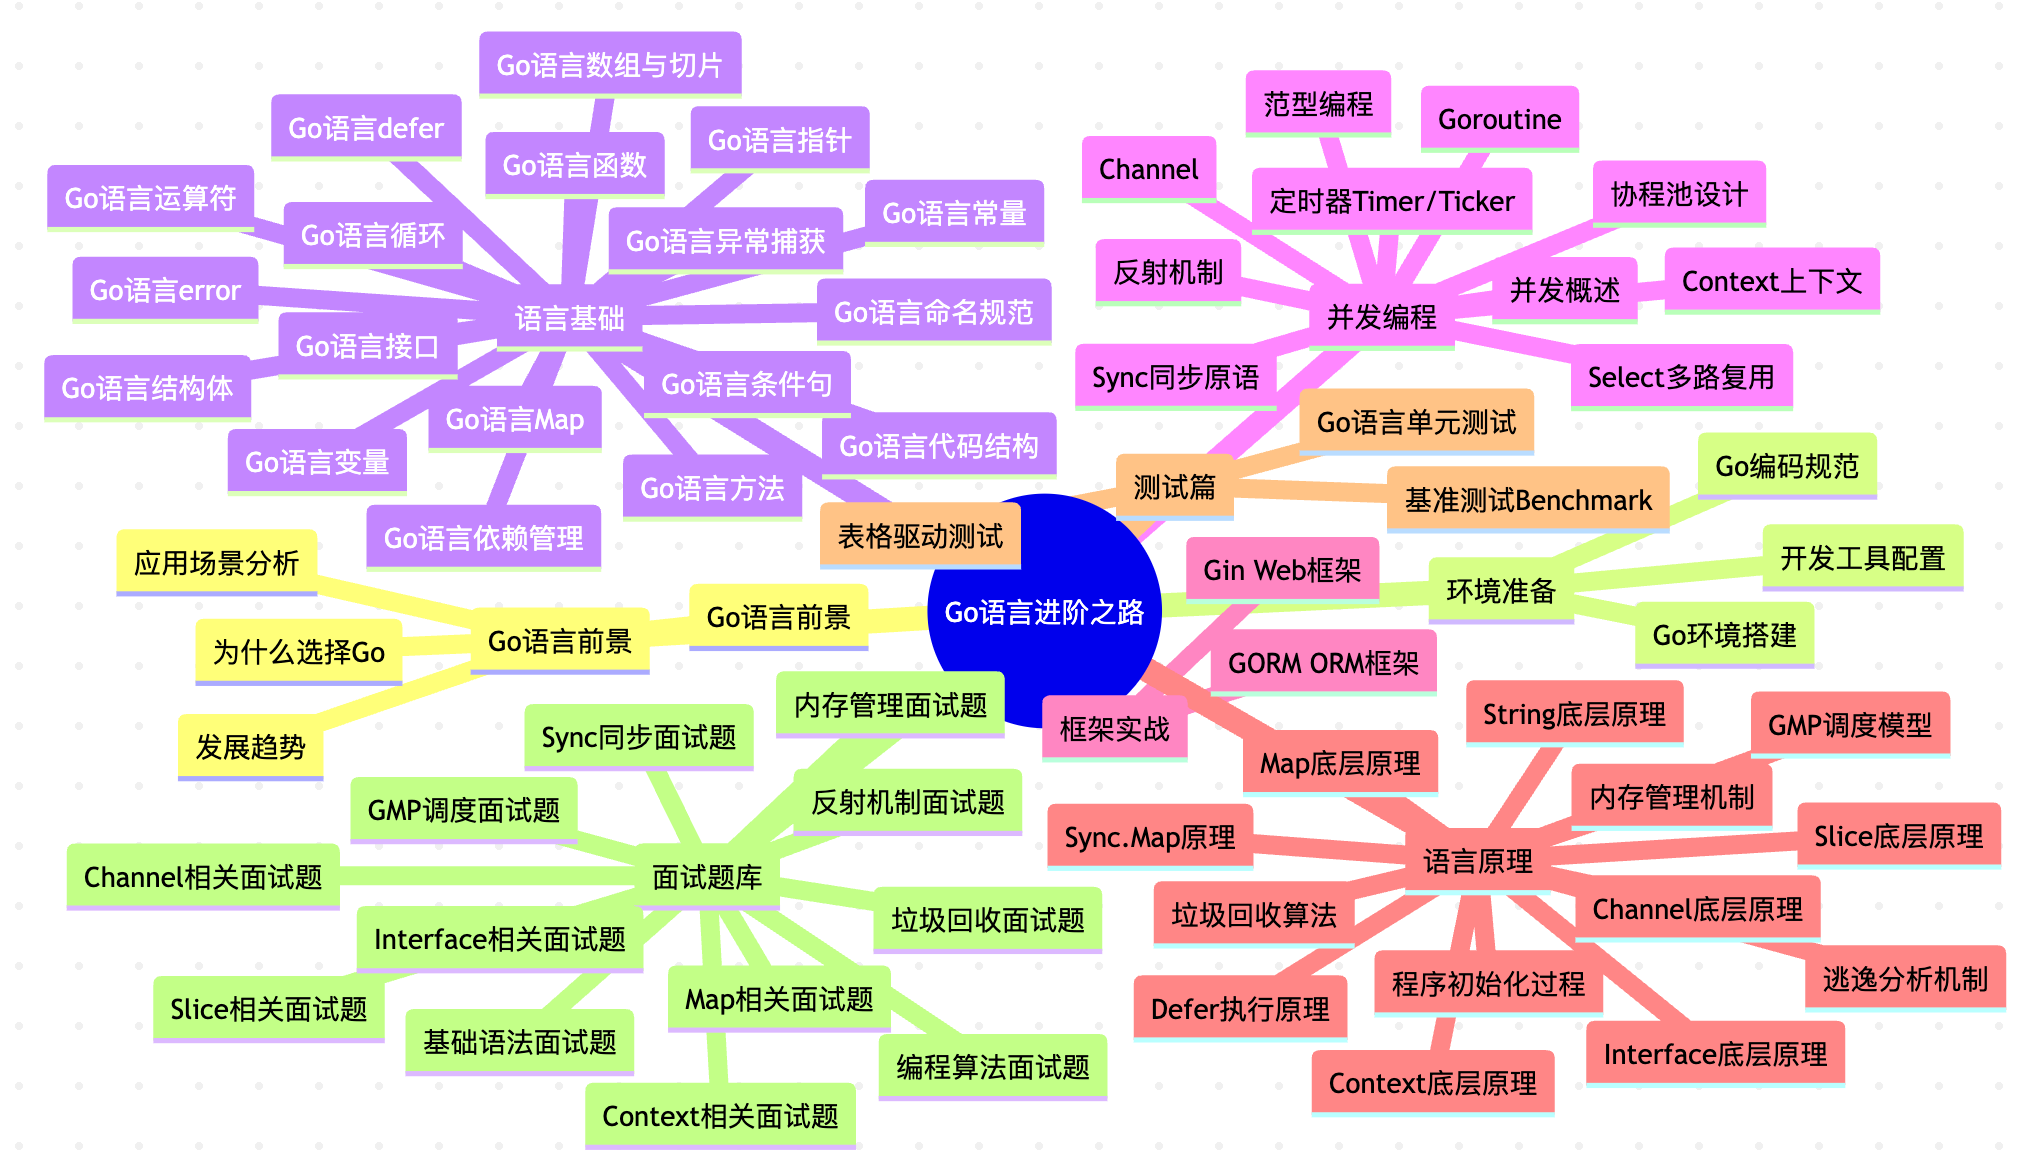 Go语言进阶之路
语言基础
Go语言数组与切片
Go语言defer
Go语言函数
Go语言指针
Go语言运算符
Go语言循环
Go语言异常捕获
Go语言常量
Go语言error
Go语言命名规范
Go语言接口
Go语言结构体
Go语言条件句
Go语言Map
Go语言变量
Go语言代码结构
Go语言方法
Go语言依赖管理
并发编程
范型编程
Goroutine
Channel
定时器Timer/Ticker
协程池设计
反射机制
并发概述
Context上下文
Sync同步原语
Select多路复用
测试篇
Go语言单元测试
基准测试Benchmark
表格驱动测试
环境准备
Go编码规范
开发工具配置
Go环境搭建
Go语言前景
Go语言前景
应用场景分析
为什么选择Go
发展趋势
框架实战
Gin Web框架
GORM ORM框架
面试题库
内存管理面试题
Sync同步面试题
GMP调度面试题
反射机制面试题
Channel相关面试题
垃圾回收面试题
Interface相关面试题
Slice相关面试题
Map相关面试题
基础语法面试题
编程算法面试题
Context相关面试题
语言原理
String底层原理
GMP调度模型
Map底层原理
内存管理机制
Sync.Map原理
Slice底层原理
垃圾回收算法
Channel底层原理
程序初始化过程
逃逸分析机制
Defer执行原理
Interface底层原理
Context底层原理